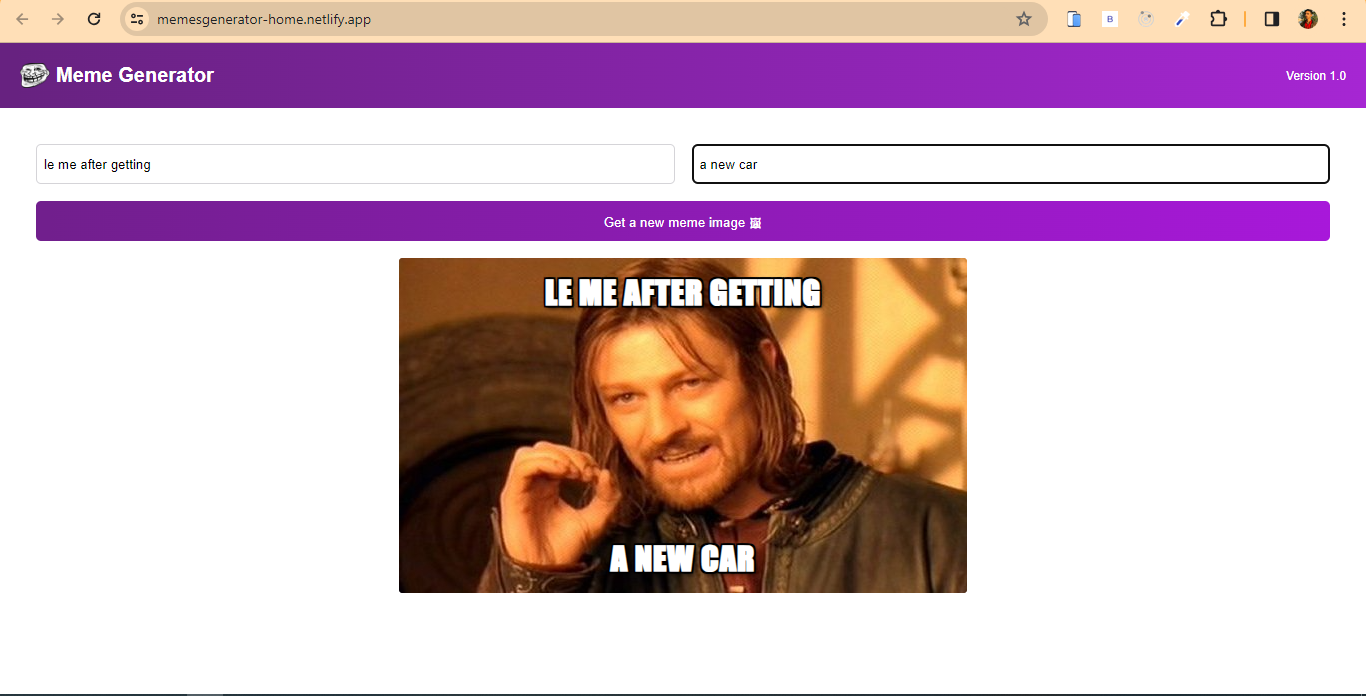 memesgenerator-home.netlify.app
B
Meme Generator
Version 1.0
le me after getting
a new car
Get a new meme image
LE ME AFTER GETTING
A NEW CAR